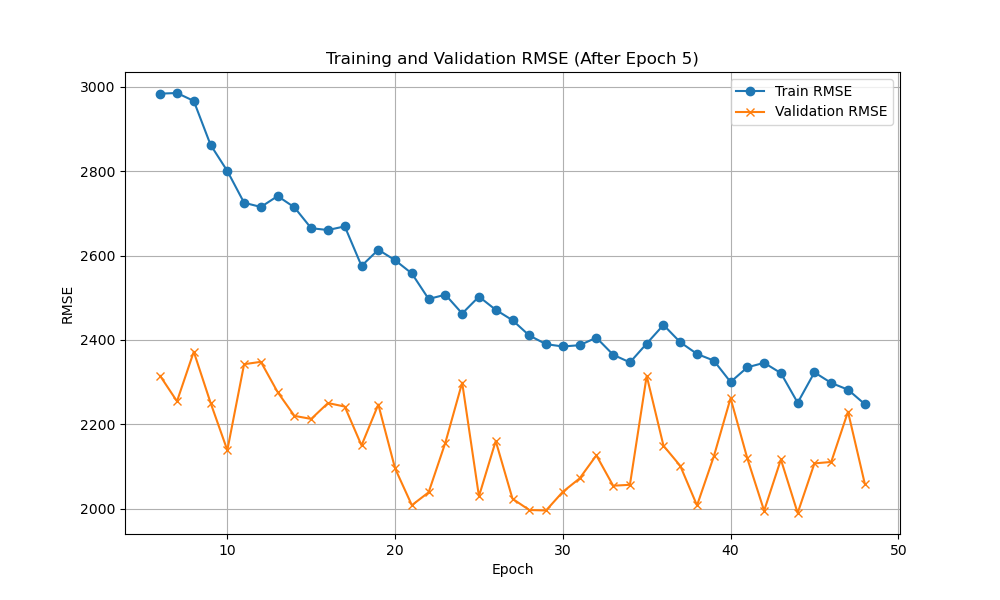 Training and Validation RMSE (After Epoch 5)
Train RMSE
Validation RMSE
3000
2800
2600
2400
2200
2000
RMSE
10 20 30 40 50
Epoch